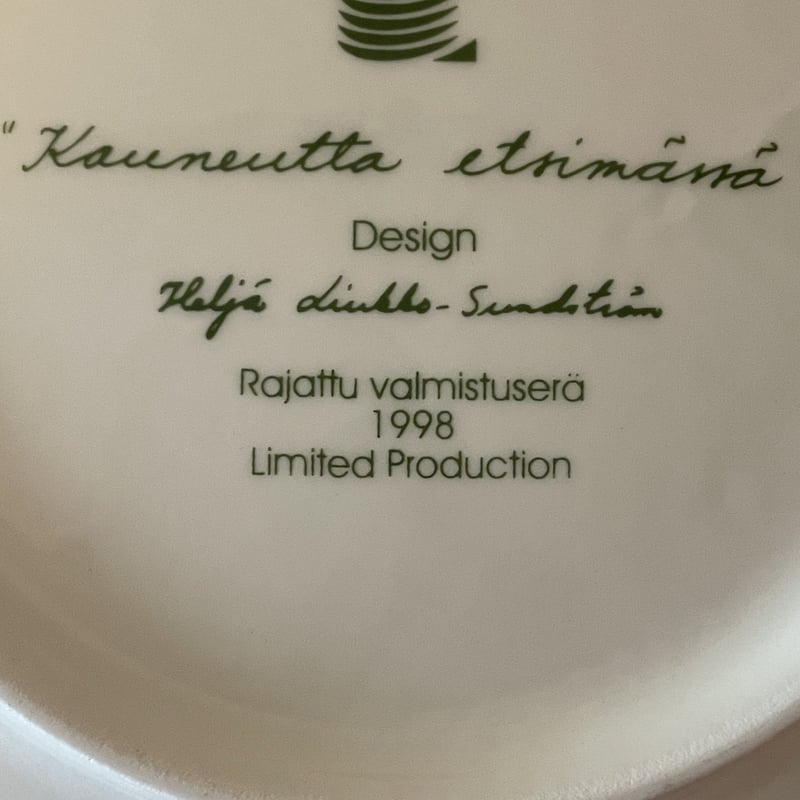 "Kauneutta etsimässä
Design
Heljä Liukko-Sundström
Rajattu valmistuserä
1998
Limited Production